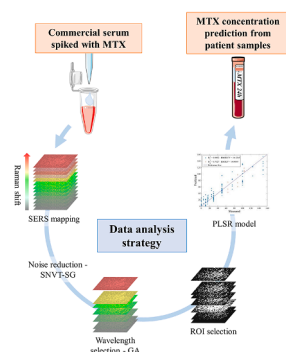 Commercial serum
spiked with MTX
MTX concentration
prediction from
patient samples
MTX 24h
Raman
shift
SERS mapping
PLSR model
Data analysis
strategy
Noise reduction -
SNVT-SG
Wavelength
selection - GA
ROI selection